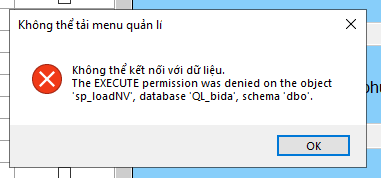 Không thể tải menu quản lí
Không thể kết nối với dữ liệu.
The EXECUTE permission was denied on the object
'sp_loadNV', database 'QL_bida', schema 'dbo'.
OK